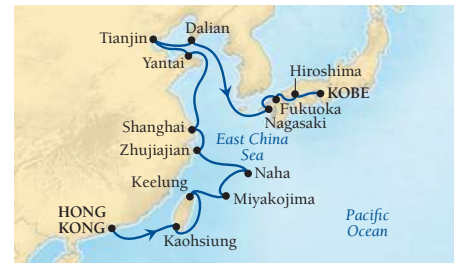 Dalian
Tianjin
Yantai
Hiroshima
KOBE
Fukuoka
Nagasaki
Shanghai
East China
Sea
Zhujiajian
Naha
Keelung
Miyakojima
HONG
KONG
Pacific
Ocean
Kaohsiung